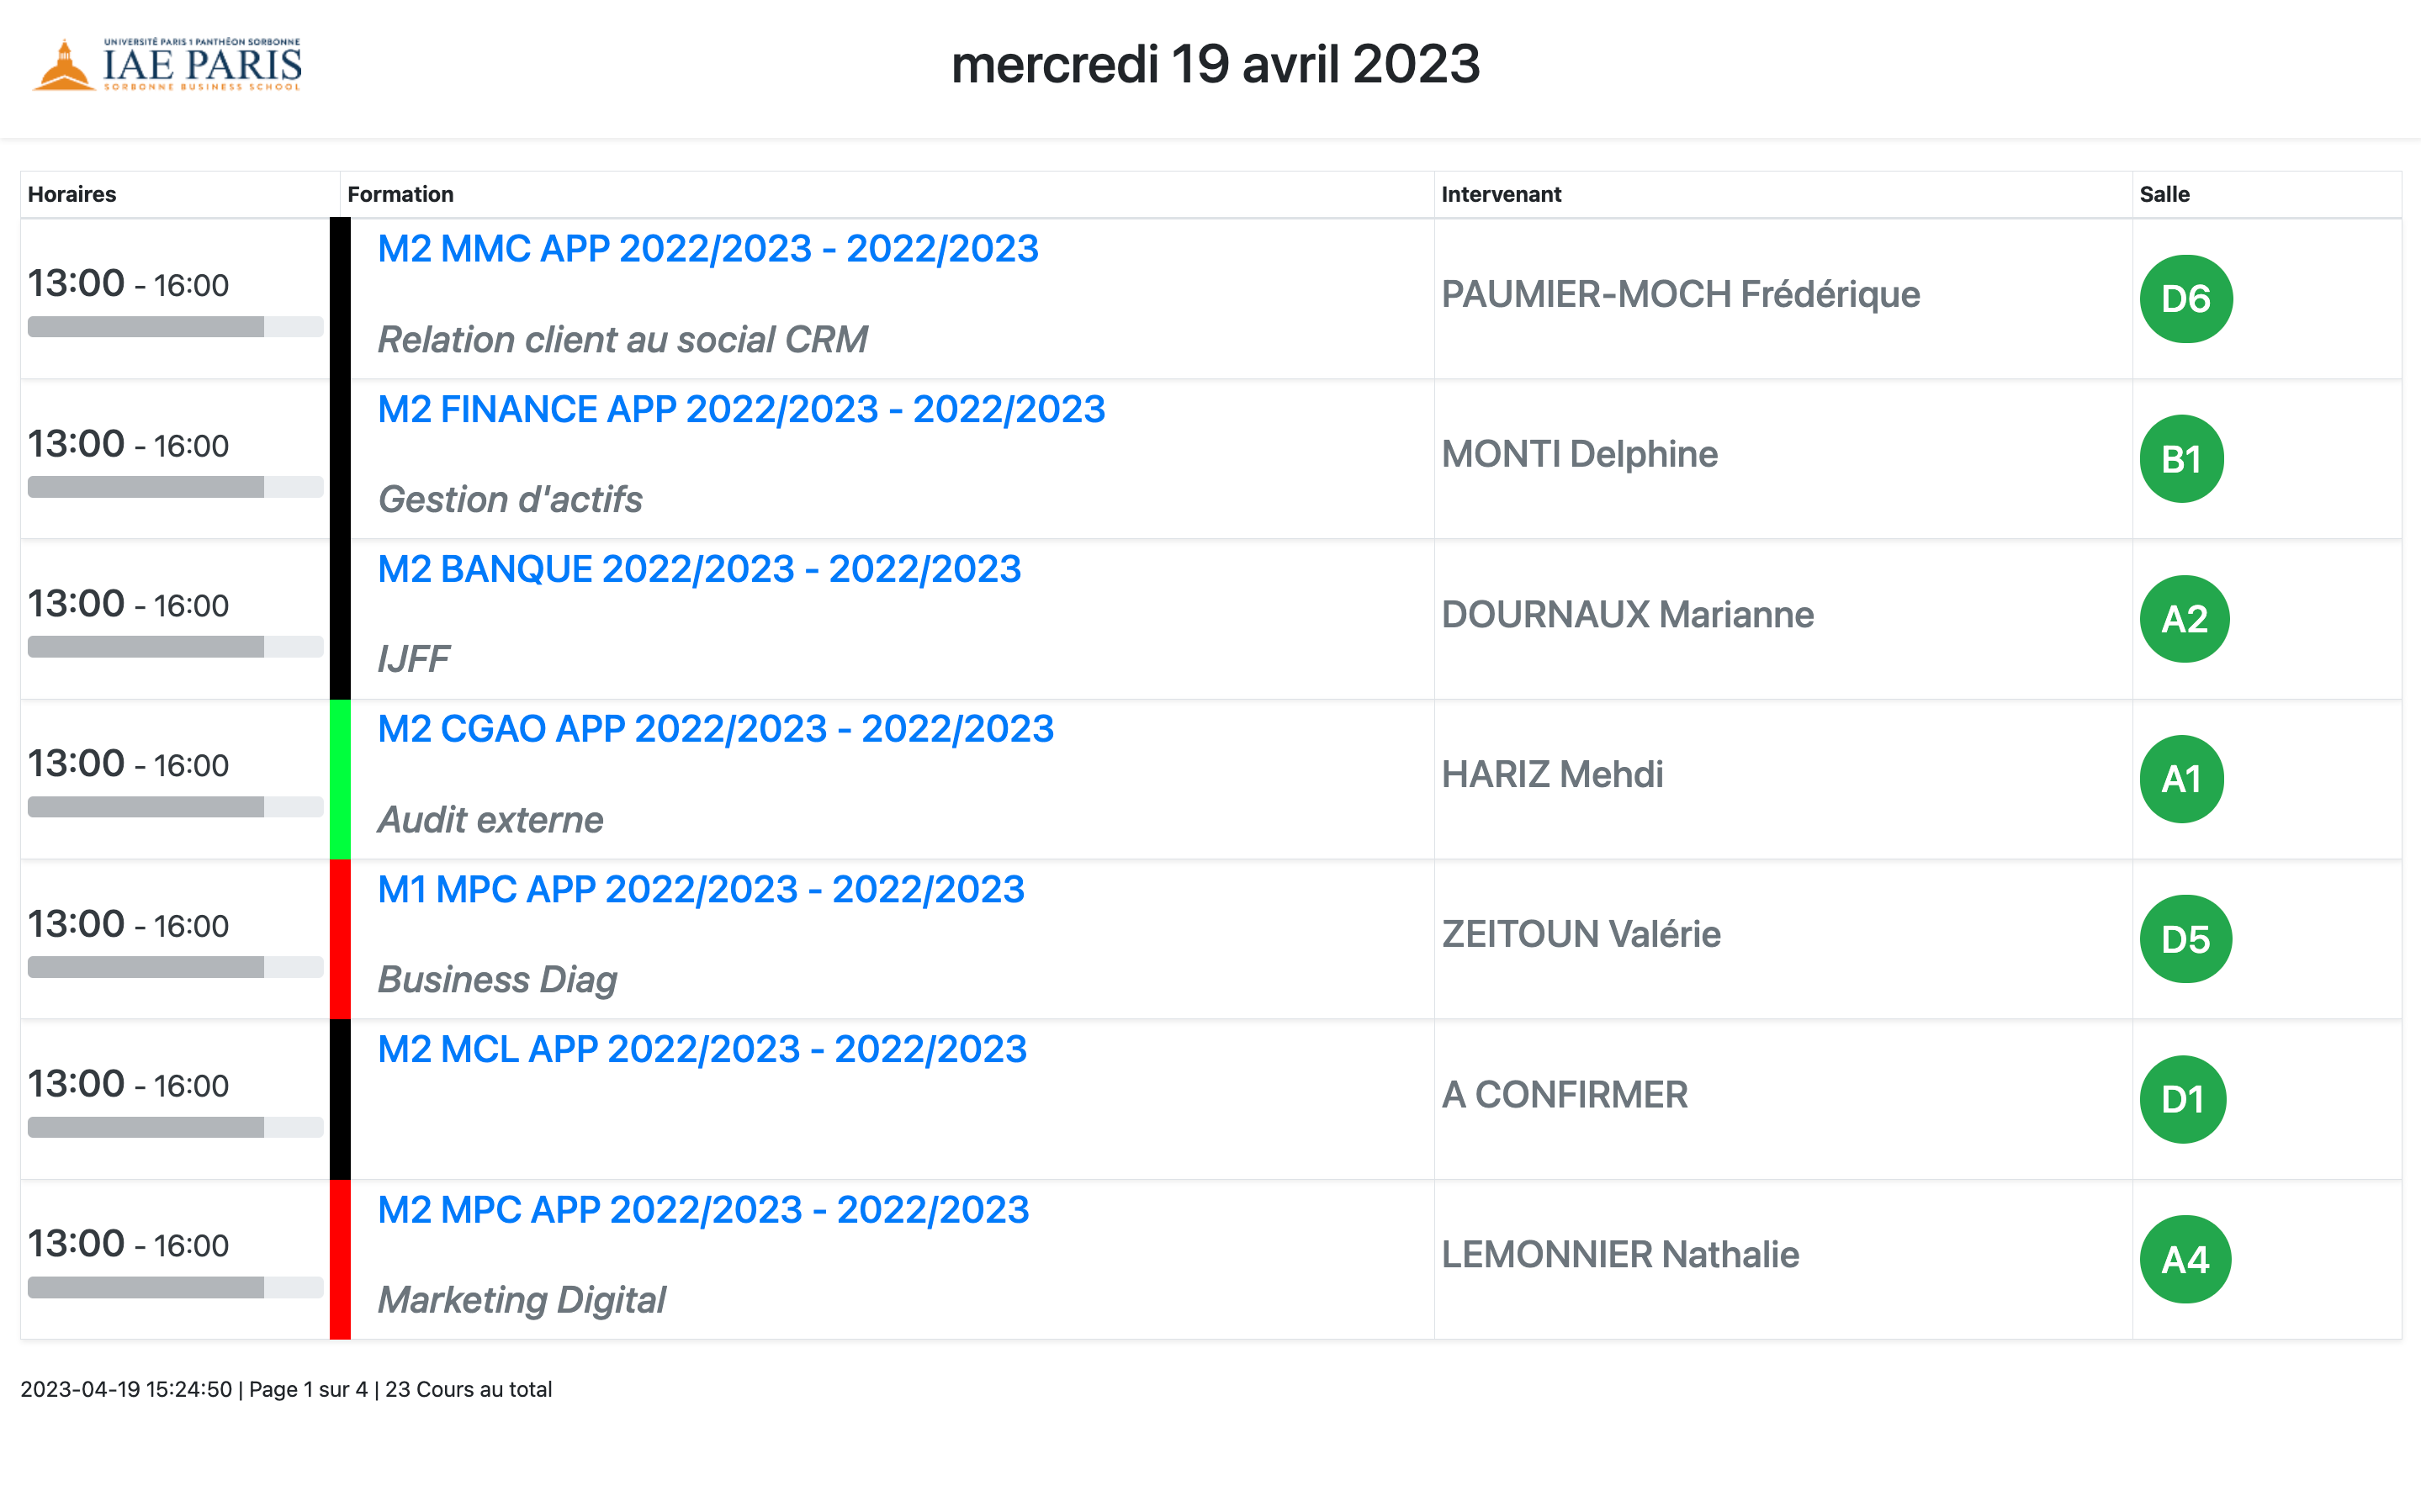 UNIVERSITÉ PARIS 1 PANTHÉON SORBONNE
IAE PARIS
SORBONNE BUSINESS SCHOOL
mercredi 19 avril 2023
Horaires Formation Intervenant Salle
M2 MMC APP 2022/2023 - 2022/2023
13:00 - 16:00 PAUMIER-MOCH Frédérique D6
Relation client au social CRM
M2 FINANCE APP 2022/2023 - 2022/2023
13:00 - 16:00 MONTI Delphine B1
Gestion d'actifs
M2 BANQUE 2022/2023 - 2022/2023
13:00 - 16:00 DOURNAUX Marianne A2
IJFF
M2 CGAO APP 2022/2023 - 2022/2023
13:00 - 16:00 HARIZ Mehdi A1
Audit externe
M1 MPC APP 2022/2023 - 2022/2023
13:00 - 16:00 ZEITOUN Valérie D5
Business Diag
M2 MCL APP 2022/2023 - 2022/2023
13:00 - 16:00 A CONFIRMER D1
M2 MPC APP 2022/2023 - 2022/2023
13:00 - 16:00 LEMONNIER Nathalie A4
Marketing Digital
2023-04-19 15:24:50 | Page 1 sur 4 | 23 Cours au total